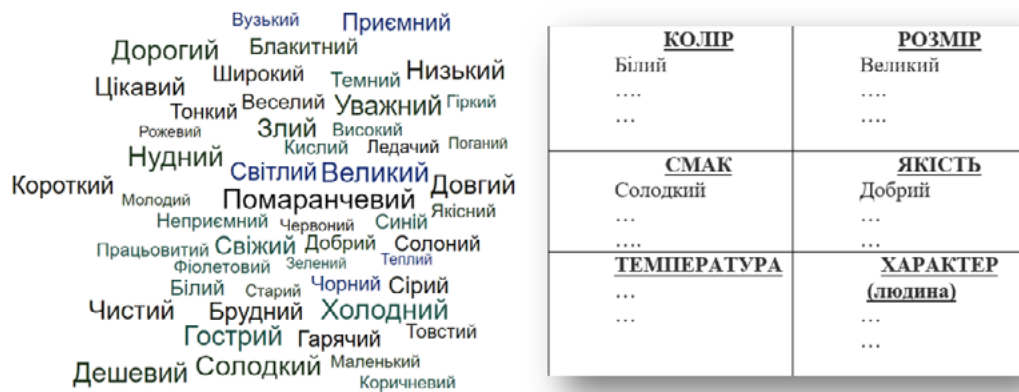 Вузький Приємний
Дорогий Блакитний
Цікавий Широкий Темний Низький
Тонкий Веселий Уважний Гіркий
Рожевий Злий Високий
Нудний Кислий Ледачий Поганий
Короткий Світлий Великий Довгий
Молодий Помаранчевий Якісний
Неприємний Червоний Синій
Працьовитий Свіжий Добрий Солоний
Фіолетовий Зелений Теплий
Білий Старий Чорний Сірий
Чистий Брудний Холодний
Гострий Гарячий Товстий
Дешевий Солодкий Маленький
Коричневий
КОЛІР
Білий
….
…
РОЗМІР
Великий
….
….
СМАК
Солодкий
…
….
ЯКІСТЬ
Добрий
…
…
ТЕМПЕРАТУРА
…
…
ХАРАКТЕР
(людина)
…
…